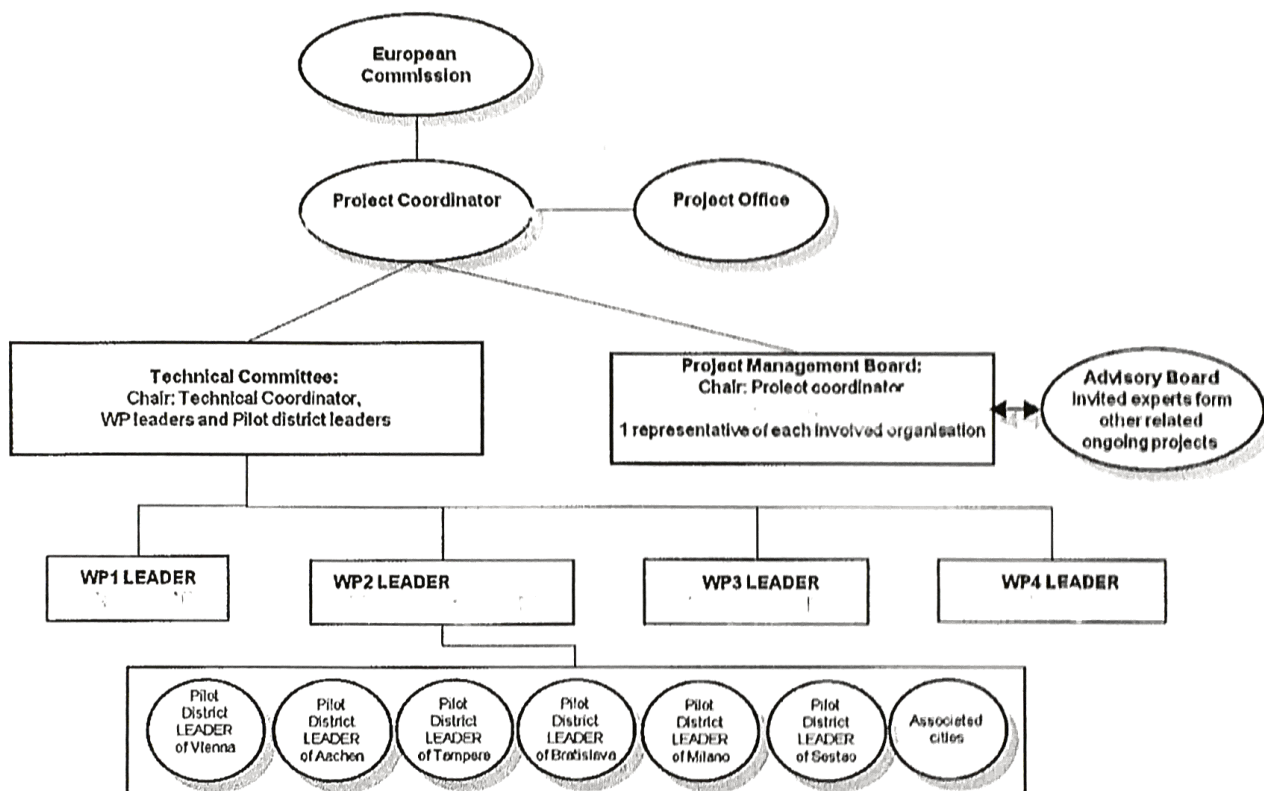 European
Commission
Project Coordinator
Project Office
Technical Committee:
Chair: Technical Coordinator,
WP leaders and Pilot district leaders
Project Management Board:
Chair: Project coordinator
1 representative of each involved organisation
Advisory Board
Invited experts form
other related
ongoing projects
WP1 LEADER
WP2 LEADER
WP3 LEADER
WP4 LEADER
Pilot
District
LEADER
of Vienna
Pilot
District
LEADER
of Aachen
Pilot
District
LEADER
of Tampere
Pilot
District
LEADER
of Bratislava
Pilot
District
LEADER
of Milano
Pilot
District
LEADER
of Sestao
Associated
cities